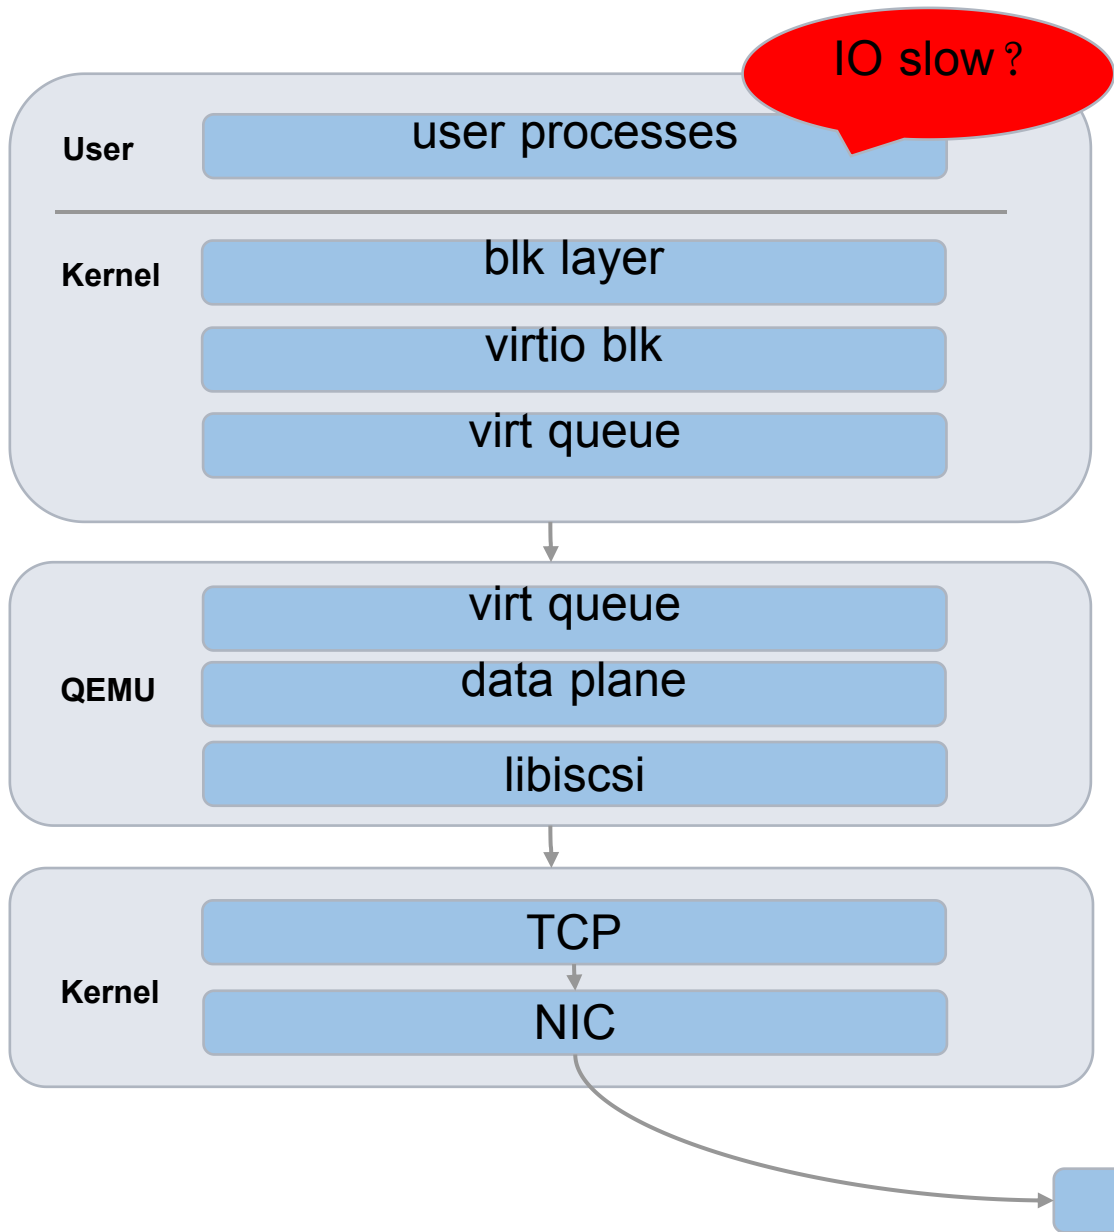 IO slow？
User
user processes
Kernel
blk layer
virtio blk
virt queue
virt queue
QEMU
data plane
libiscsi
TCP
Kernel
NIC